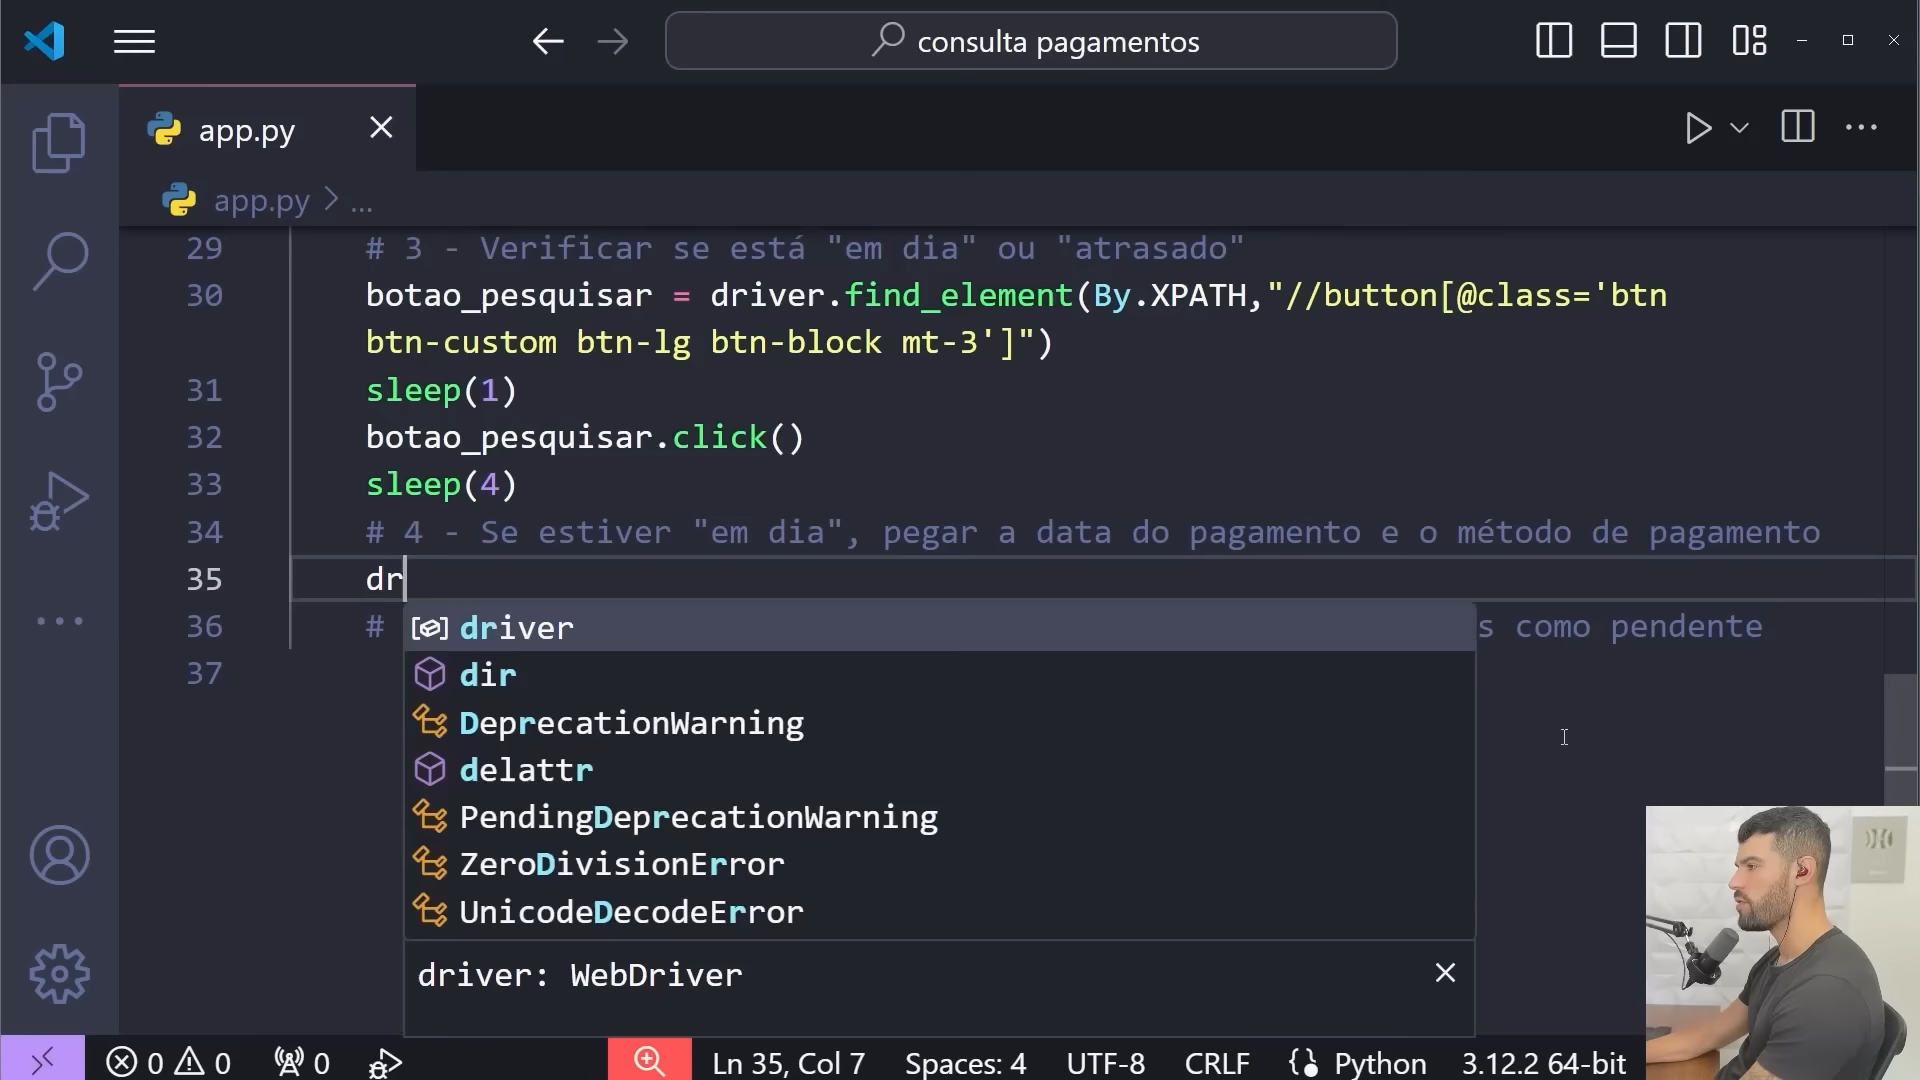 consulta pagamentos
app.py
app.py > ...
29 # 3 - Verificar se está "em dia" ou "atrasado"
30 botao_pesquisar = driver.find_element(By.XPATH,"//button[@class='btn
btn-custom btn-lg btn-block mt-3']")
31 sleep(1)
32 botao_pesquisar.click()
33 sleep(4)
34 # 4 - Se estiver "em dia", pegar a data do pagamento e o método de pagamento
35 dr
36 # s como pendente
37
driver
dir
DeprecationWarning
delattr
PendingDeprecationWarning
ZeroDivisionError
UnicodeDecodeError
driver: WebDriver
0 0 0 Ln 35, Col 7 Spaces: 4 UTF-8 CRLF Python 3.12.2 64-bit